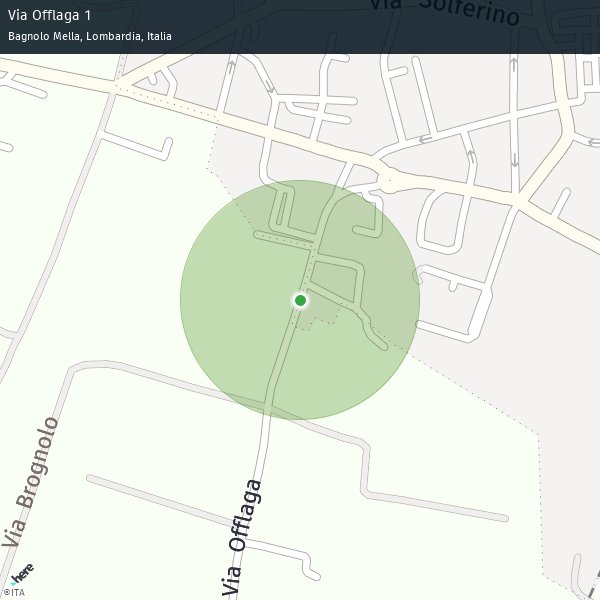 Via Offlaga 1
Bagnolo Mella, Lombardia, Italia
Via Solferino
Via Brognolo
Via Offlaga
here
©ITA